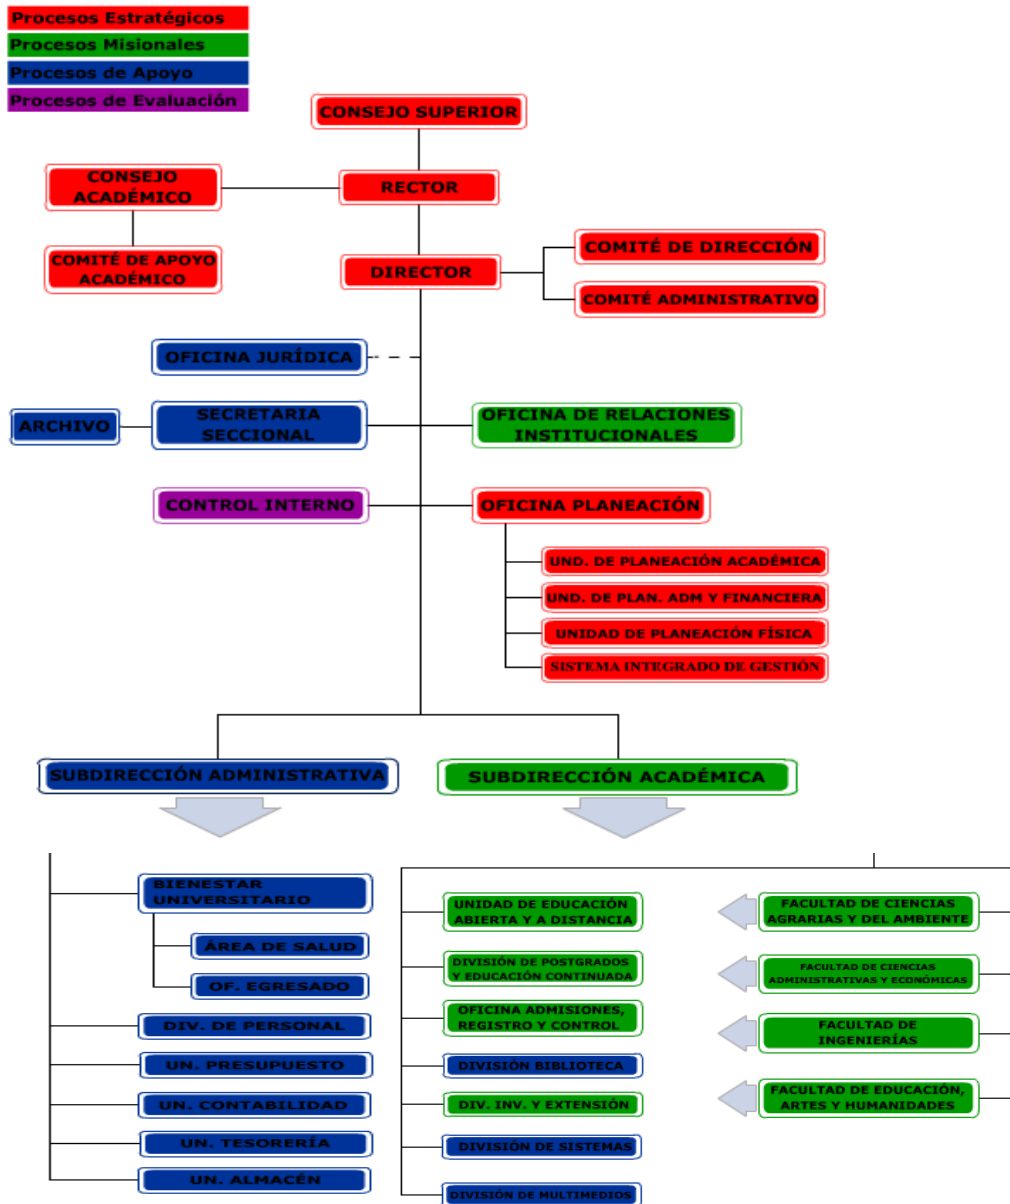 Procesos Estratégicos
Procesos Misionales
Procesos de Apoyo
Procesos de Evaluación
CONSEJO SUPERIOR
CONSEJO
ACADÉMICO
RECTOR
COMITÉ DE APOYO
ACADÉMICO
DIRECTOR
COMITÉ DE DIRECCIÓN
COMITÉ ADMINISTRATIVO
OFICINA JURÍDICA
ARCHIVO
SECRETARIA
SECCIONAL
OFICINA DE RELACIONES
INSTITUCIONALES
CONTROL INTERNO
OFICINA PLANEACIÓN
UND. DE PLANEACIÓN ACADÉMICA
UND. DE PLAN. ADM Y FINANCIERA
UNIDAD DE PLANEACIÓN FÍSICA
SISTEMA INTEGRADO DE GESTIÓN
SUBDIRECCIÓN ADMINISTRATIVA
SUBDIRECCIÓN ACADÉMICA
BIENESTAR
UNIVERSITARIO
ÁREA DE SALUD
OF. EGRESADO
DIV. DE PERSONAL
UN. PRESUPUESTO
UN. CONTABILIDAD
UN. TESORERÍA
UN. ALMACÉN
UNIDAD DE EDUCACIÓN
ABIERTA Y A DISTANCIA
DIVISIÓN DE POSTGRADOS
Y EDUCACIÓN CONTINUADA
OFICINA ADMISIONES,
REGISTRO Y CONTROL
DIVISIÓN BIBLIOTECA
DIV. INV. Y EXTENSIÓN
DIVISIÓN DE SISTEMAS
DIVISIÓN DE MULTIMEDIOS
FACULTAD DE CIENCIAS
AGRARIAS Y DEL AMBIENTE
FACULTAD DE CIENCIAS
ADMINISTRATIVAS Y ECONÓMICAS
FACULTAD DE
INGENIERÍAS
FACULTAD DE EDUCACIÓN,
ARTES Y HUMANIDADES